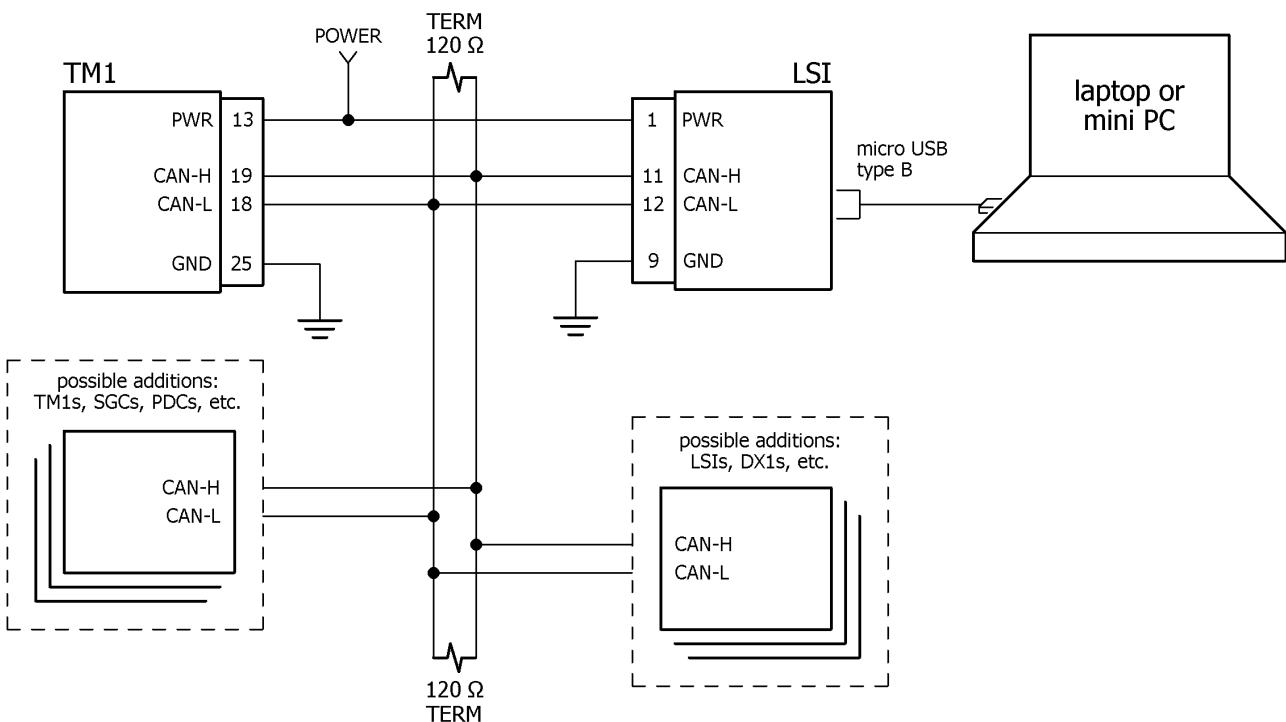 TERM
120 Ω
POWER
TM1
LSI
laptop or
mini PC
PWR 13
1 PWR
micro USB
type B
CAN-H 19
11 CAN-H
CAN-L 18
12 CAN-L
GND 25
9 GND
possible additions:
TM1s, SGCs, PDCs, etc.
CAN-H
CAN-L
possible additions:
LSIs, DX1s, etc.
CAN-H
CAN-L
120 Ω
TERM